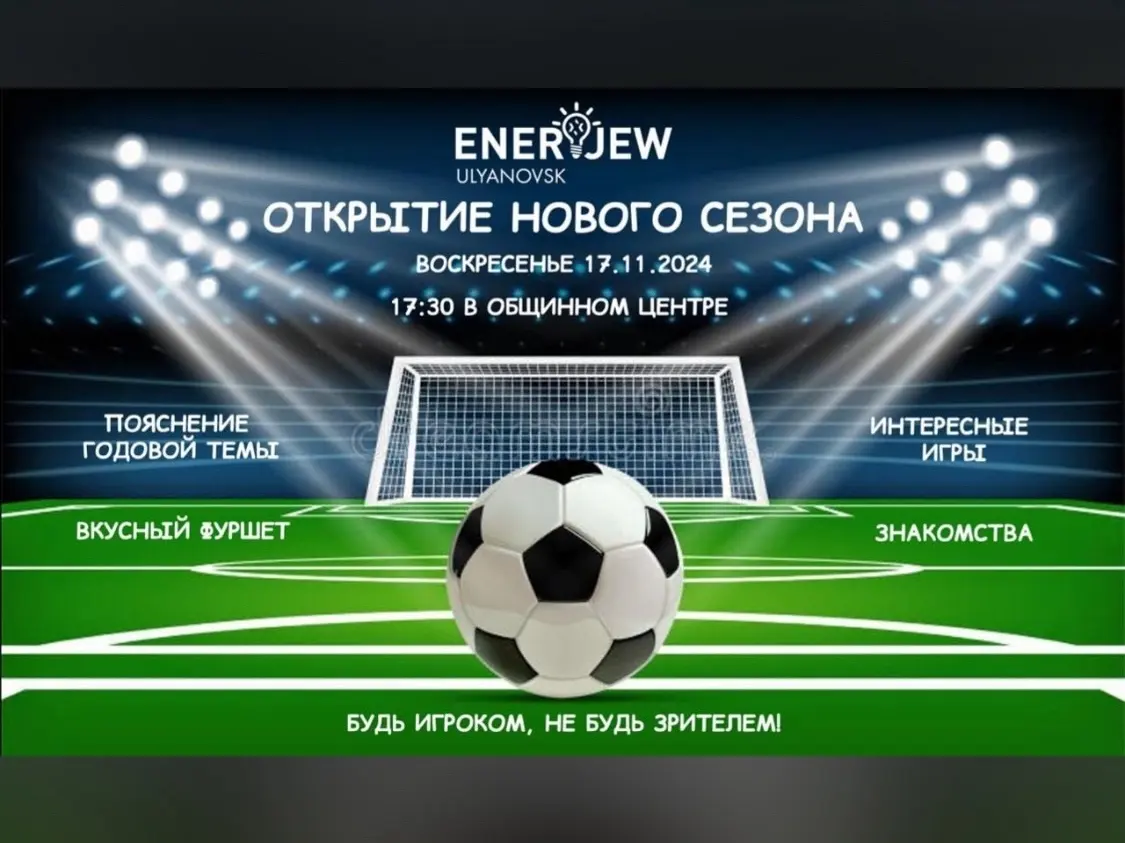 ENERJEW
ULYANOVSK
ОТКРЫТИЕ НОВОГО СЕЗОНА
ВОСКРЕСЕНЬЕ 17.11.2024
17:30 В ОБЩИННОМ ЦЕНТРЕ
ПОЯСНЕНИЕ
ГОДОВОЙ ТЕМЫ
ИНТЕРЕСНЫЕ
ИГРЫ
ВКУСНЫЙ ФУРШЕТ
ЗНАКОМСТВА
БУДЬ ИГРОКОМ, НЕ БУДЬ ЗРИТЕЛЕМ!